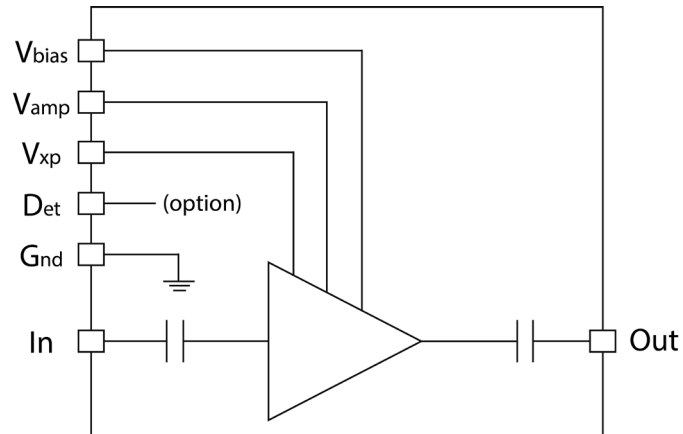 Vbias
Vamp
Vxp
Det (option)
Gnd
In
Out